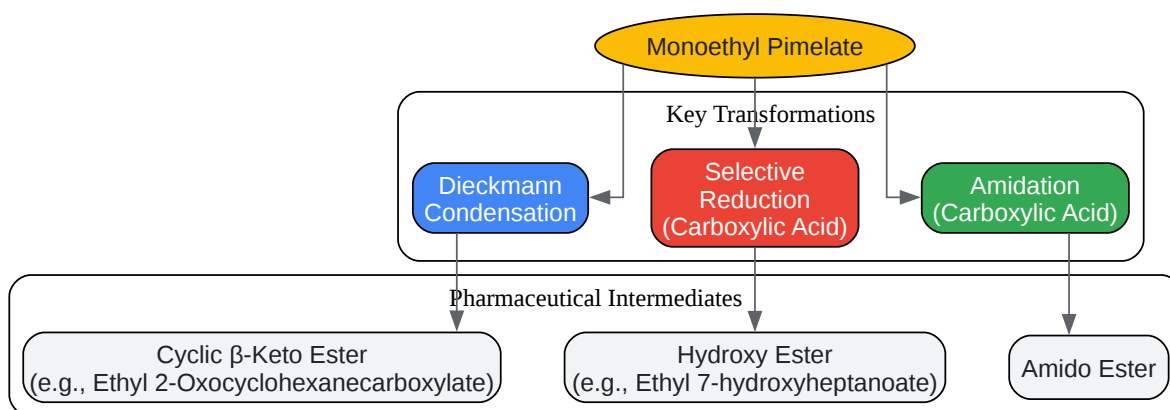 Monoethyl Pimelate
Key Transformations
Dieckmann
Condensation
Selective
Reduction
(Carboxylic Acid)
Amidation
(Carboxylic Acid)
Pharmaceutical Intermediates
Cyclic β-Keto Ester
(e.g., Ethyl 2-Oxocyclohexanecarboxylate)
Hydroxy Ester
(e.g., Ethyl 7-hydroxyheptanoate)
Amido Ester